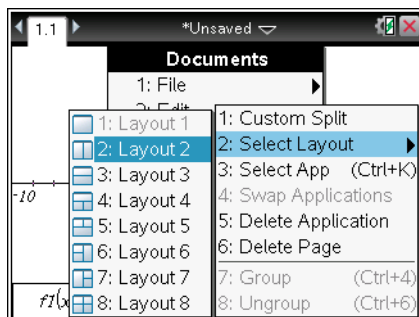 1.1 *Unsaved
Documents
1: File
2: Edit
1: Layout 1
2: Layout 2
3: Layout 3
4: Layout 4
5: Layout 5
6: Layout 6
7: Layout 7
8: Layout 8
1: Custom Split
2: Select Layout
3: Select App (Ctrl+K)
4: Swap Applications
5: Delete Application
6: Delete Page
7: Group (Ctrl+4)
8: Ungroup (Ctrl+6)
-10
f1(x